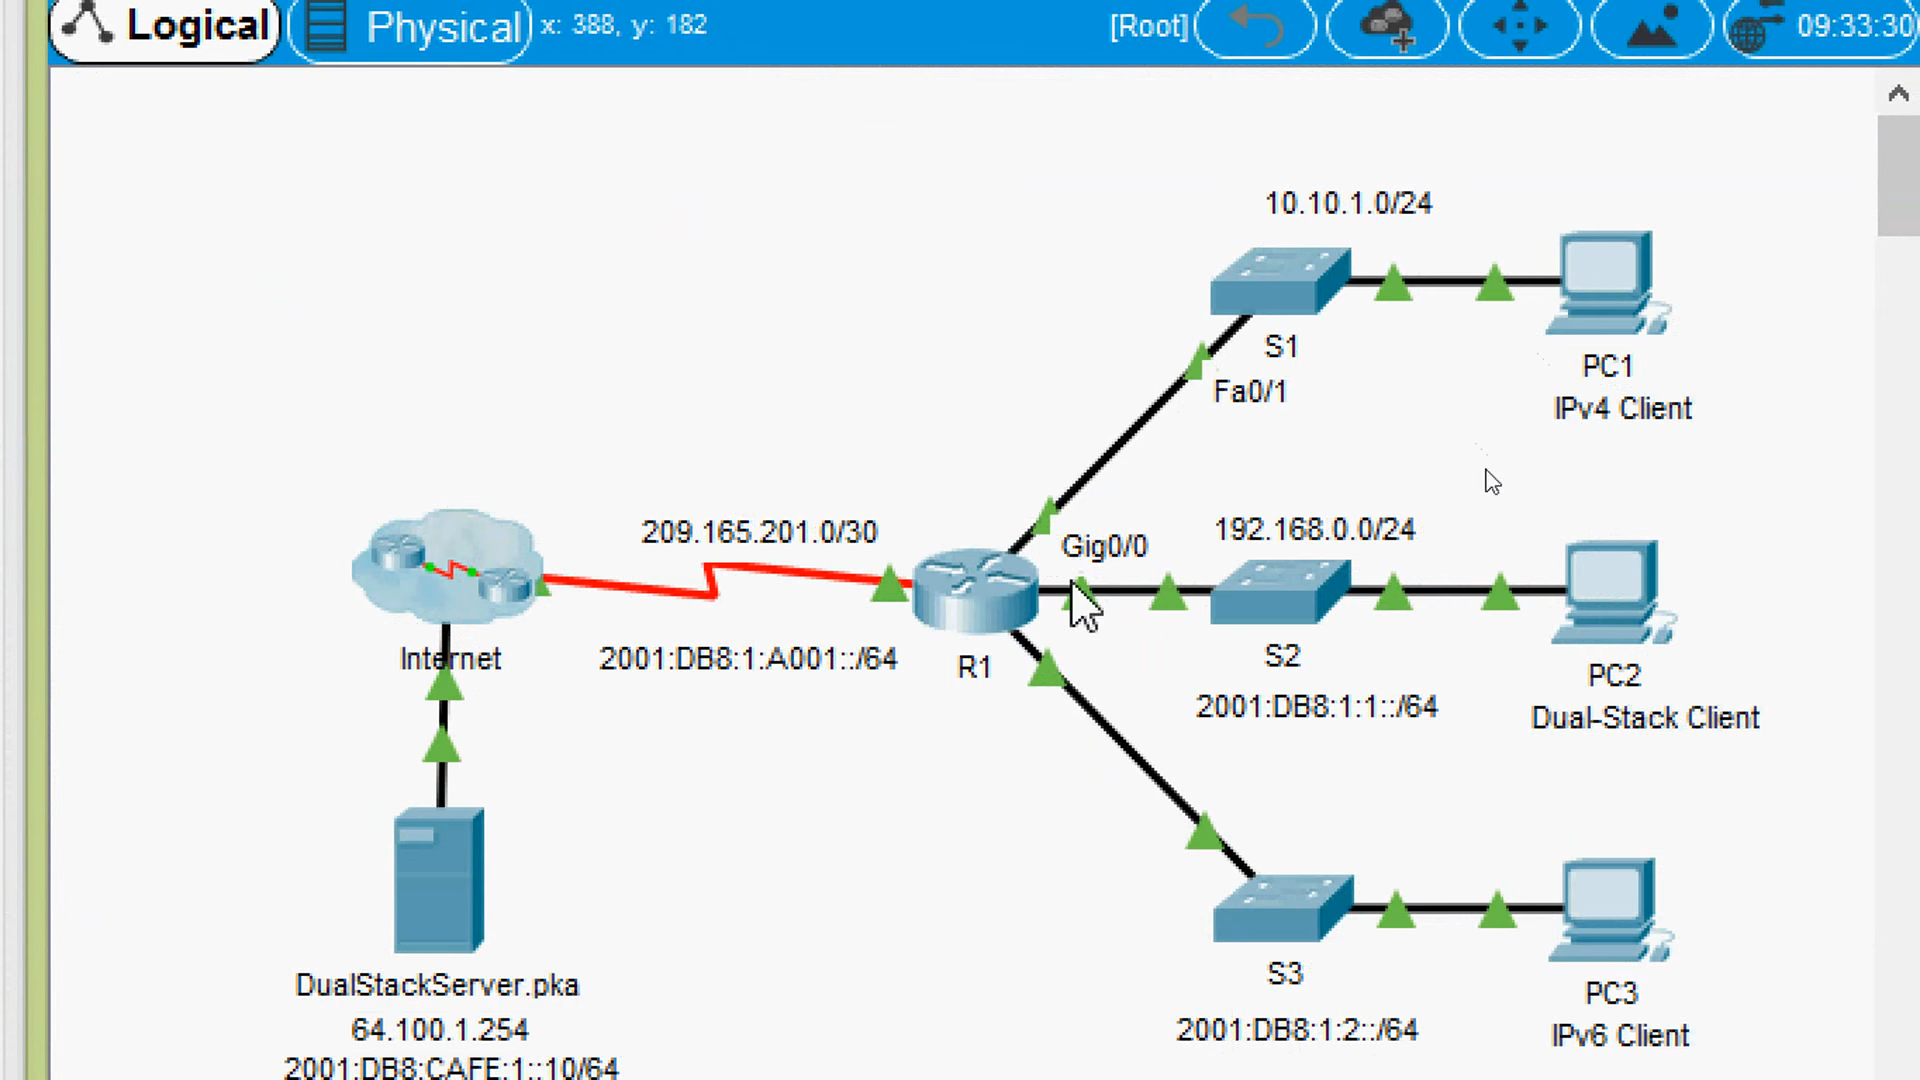 Logical
Physical
x: 388, y: 182
[Root]
09:33:30
10.10.1.0/24
S1
Fa0/1
PC1
IPv4 Client
209.165.201.0/30
Gig0/0
192.168.0.0/24
Internet
2001:DB8:1:A001::/64
R1
S2
2001:DB8:1:1::/64
PC2
Dual-Stack Client
DualStackServer.pka
64.100.1.254
2001:DB8:CAFE:1::10/64
S3
2001:DB8:1:2::/64
PC3
IPv6 Client